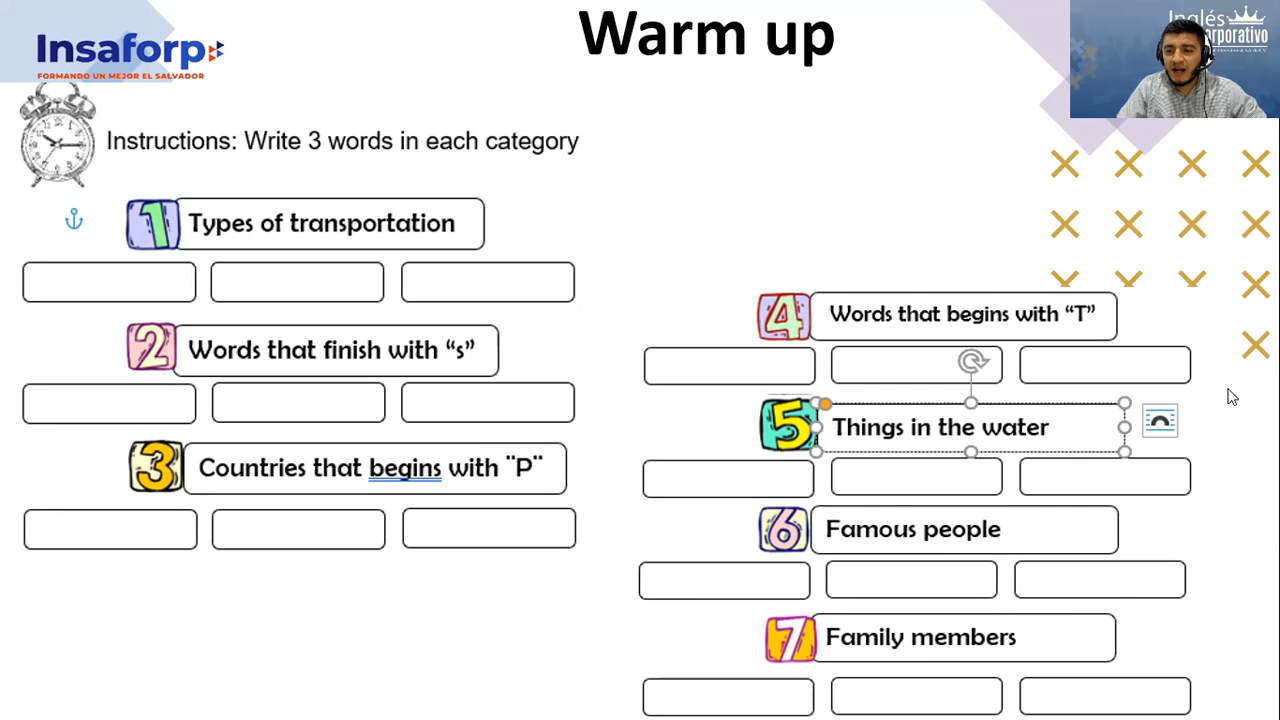 Warm up
Insaforp
FORMANDO UN MEJOR EL SALVADOR
Inglés
Instructions: Write 3 words in each category
1 Types of transportation
2 Words that finish with “s”
3 Countries that begins with ¨P¨
4 Words that begins with “T”
5 Things in the water
6 Famous people
7 Family members